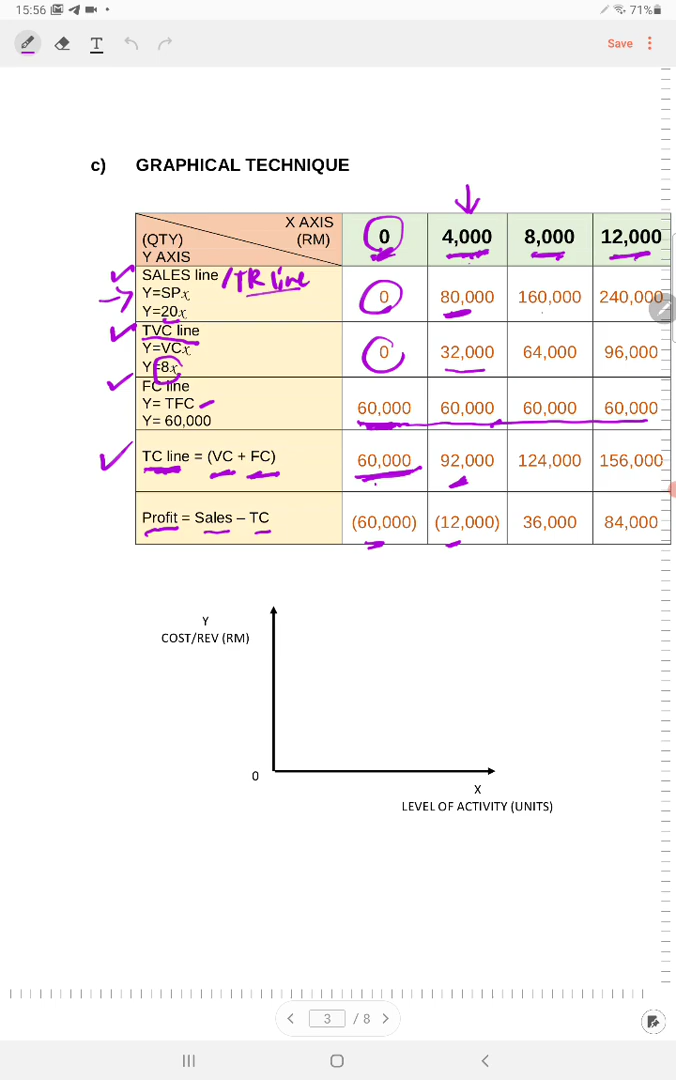 15:56
71%
T
Save
c) GRAPHICAL TECHNIQUE
X AXIS
(QTY) (RM) 0 4,000 8,000 12,000
Y AXIS
SALES line /TR line
Y=SPx 0 80,000 160,000 240,000
Y=20x
TVC line
Y=VCx 0 32,000 64,000 96,000
Y=8x
FC line
Y= TFC 60,000 60,000 60,000 60,000
Y= 60,000
TC line = (VC + FC) 60,000 92,000 124,000 156,000
Profit = Sales – TC (60,000) (12,000) 36,000 84,000
Y
COST/REV (RM)
0
X
LEVEL OF ACTIVITY (UNITS)
3 / 8